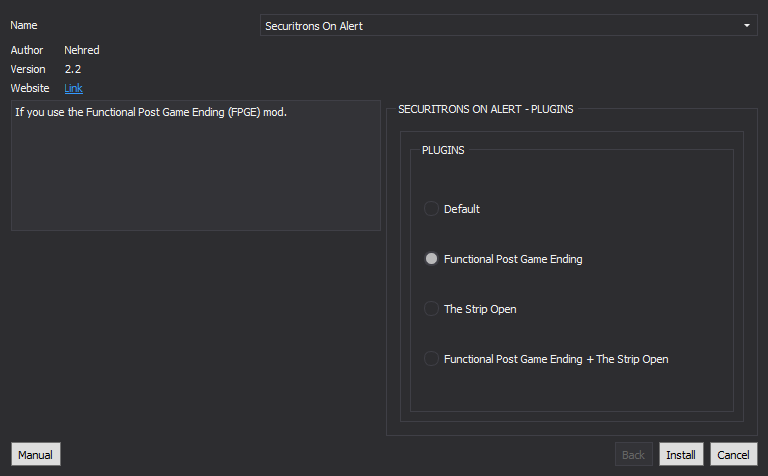 Name
Securitrons On Alert
Author Nehred
Version 2.2
Website Link
If you use the Functional Post Game Ending (FPGE) mod.
SECURITRONS ON ALERT - PLUGINS
PLUGINS
Default
Functional Post Game Ending
The Strip Open
Functional Post Game Ending + The Strip Open
Manual
Back
Install
Cancel